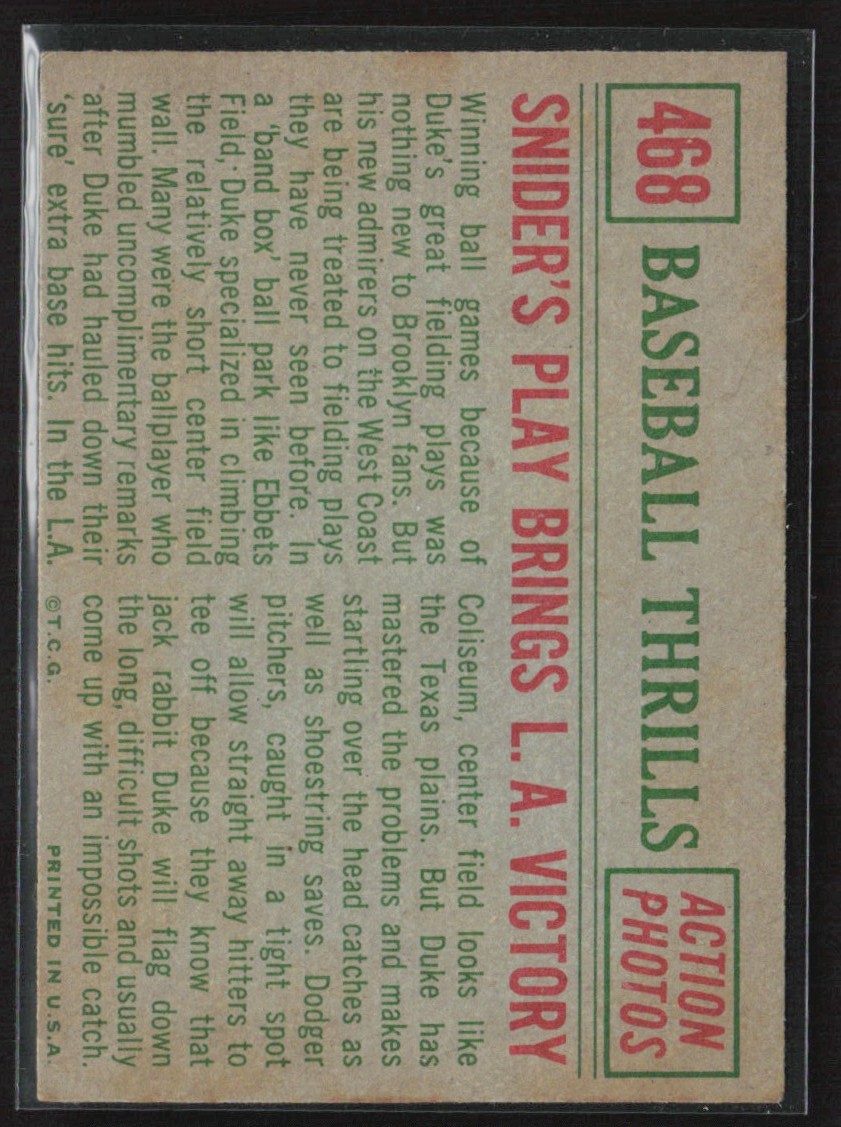 468
BASEBALL THRILLS
ACTION
PHOTOS
SNIDER'S PLAY BRINGS L. A. VICTORY
Winning ball games because of
Duke's great fielding plays was
nothing new to Brooklyn fans. But
his new admirers on the West Coast
are being treated to fielding plays
they have never seen before. In
a 'band box' ball park like Ebbets
Field, Duke specialized in climbing
the relatively short center field
wall. Many were the ballplayer who
mumbled uncomplimentary remarks
after Duke had hauled down their
'sure' extra base hits. In the L.A.
Coliseum, center field looks like
the Texas plains. But Duke has
mastered the problems and makes
startling over the head catches as
well as shoestring saves. Dodger
pitchers, caught in a tight spot
will allow straight away hitters to
tee off because they know that
jack rabbit Duke will flag down
the long, difficult shots and usually
come up with an impossible catch.
©T.C.G.
PRINTED IN U.S.A.